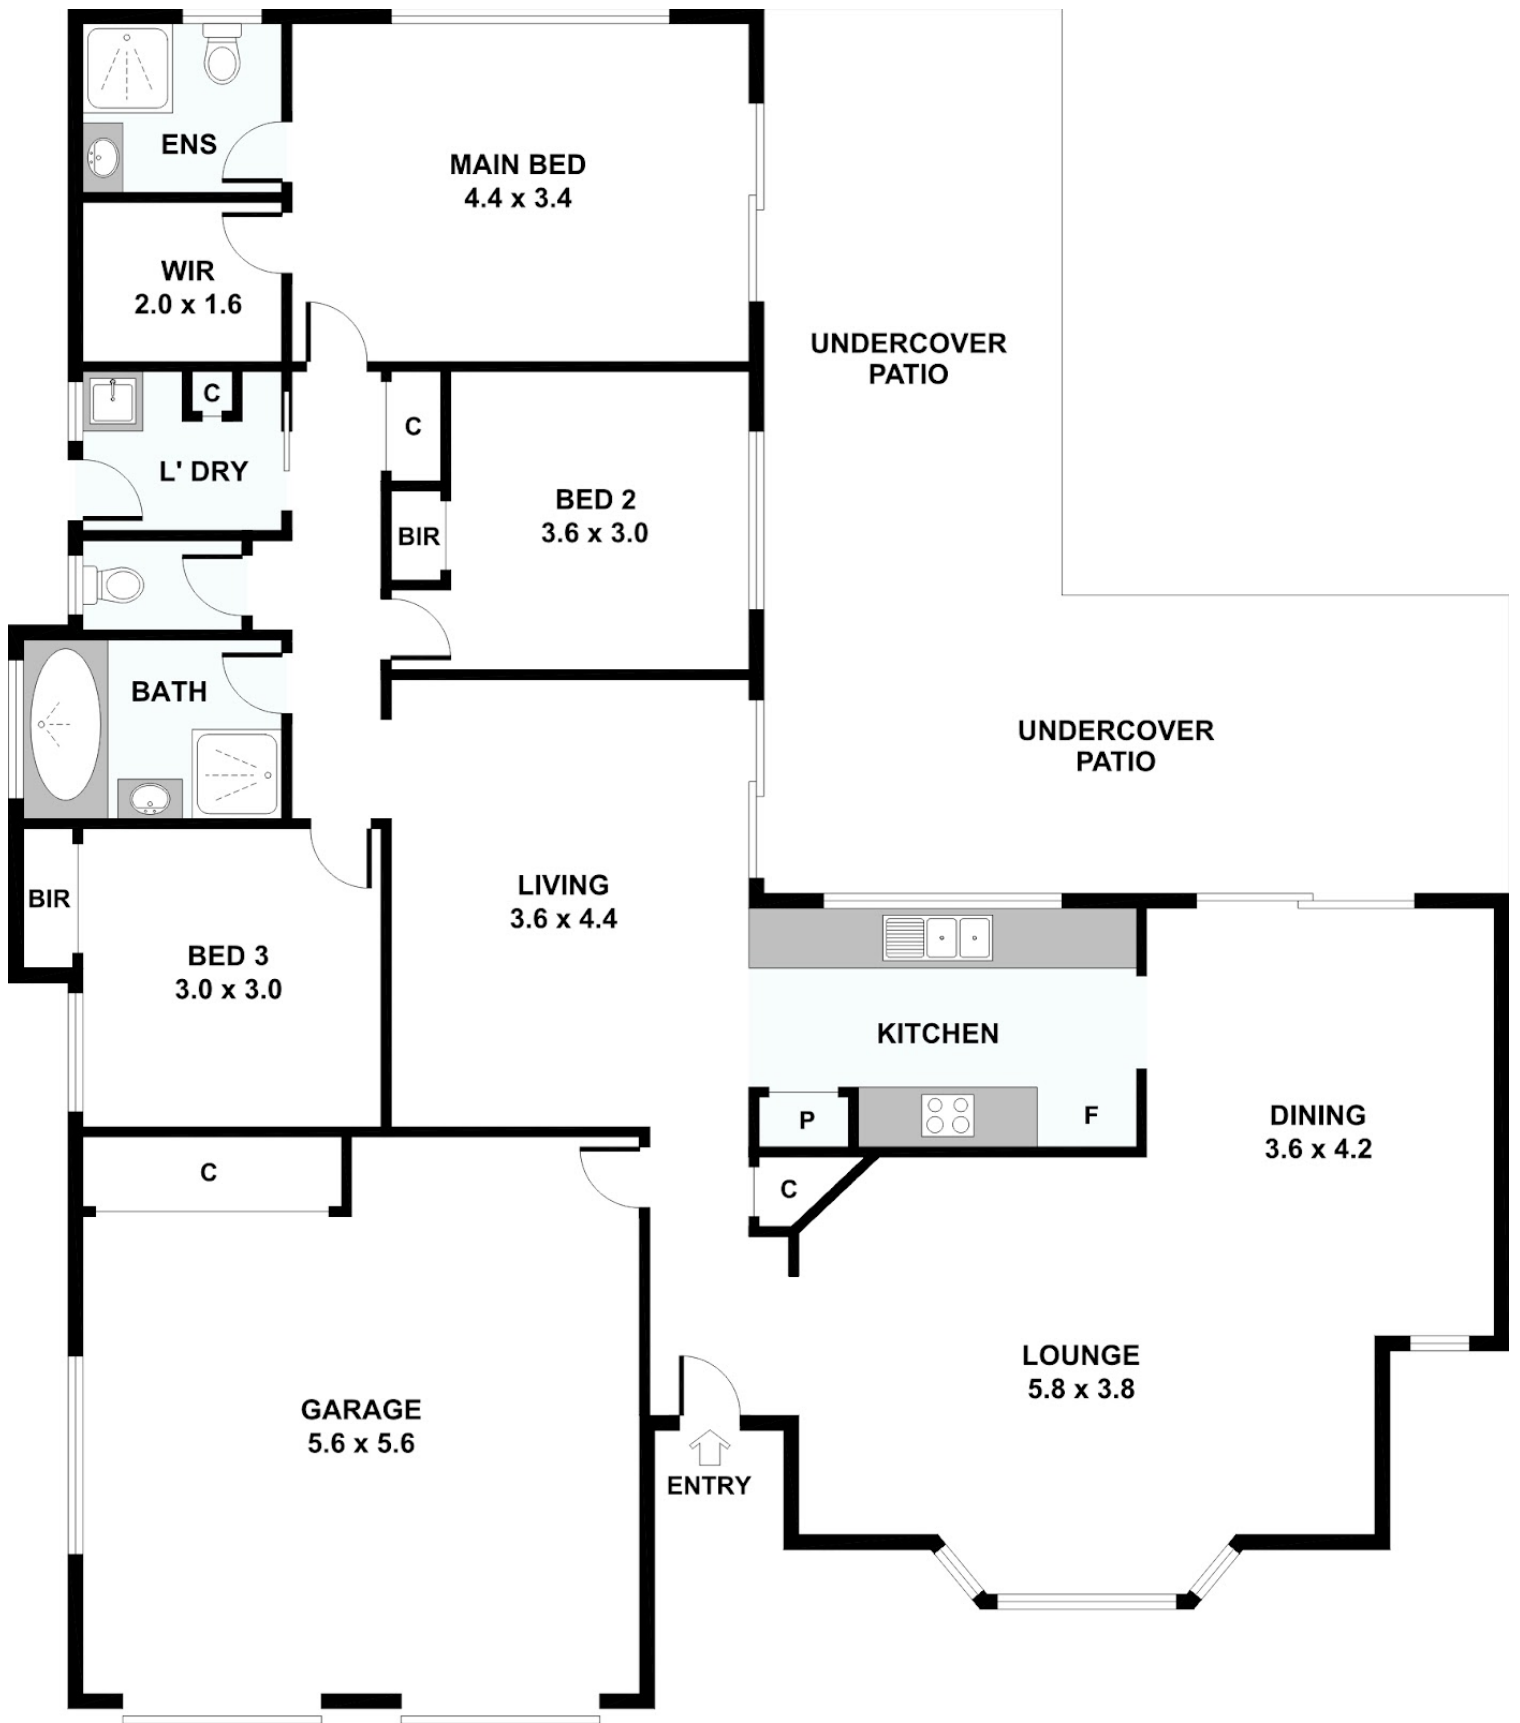 ENS
MAIN BED
4.4 x 3.4
WIR
2.0 x 1.6
UNDERCOVER
PATIO
C
C
L' DRY
BED 2
3.6 x 3.0
BIR
BATH
UNDERCOVER
PATIO
LIVING
3.6 x 4.4
BIR
BED 3
3.0 x 3.0
KITCHEN
P
F
DINING
3.6 x 4.2
C
C
LOUNGE
5.8 x 3.8
GARAGE
5.6 x 5.6
ENTRY